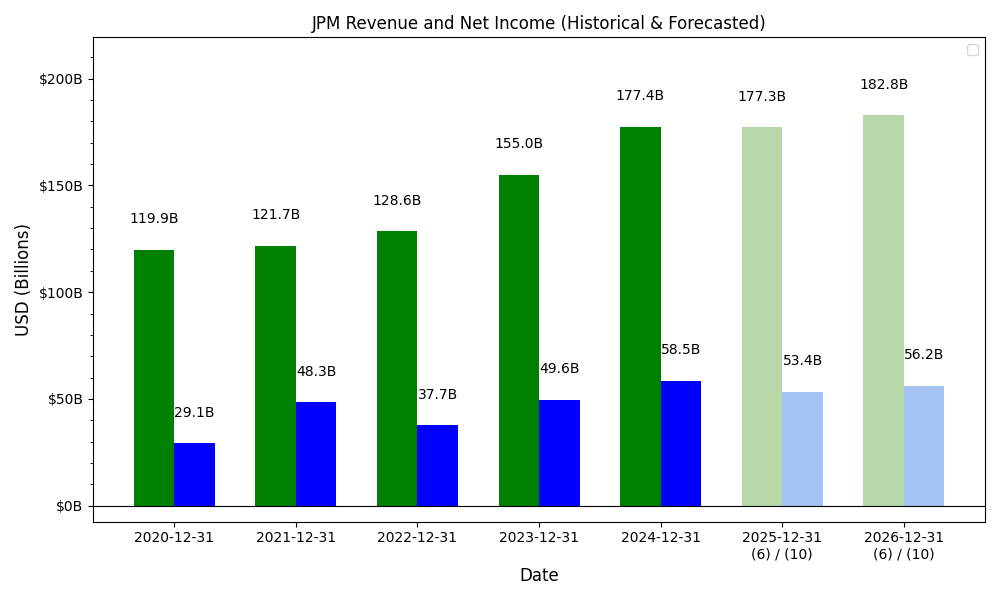 JPM Revenue and Net Income (Historical & Forecasted)
USD (Billions)
$200B
$150B
$100B
$50B
$0B
119.9B
29.1B
121.7B
48.3B
128.6B
37.7B
155.0B
49.6B
177.4B
58.5B
177.3B
53.4B
182.8B
56.2B
2020-12-31
2021-12-31
2022-12-31
2023-12-31
2024-12-31
2025-12-31
(6) / (10)
2026-12-31
(6) / (10)
Date